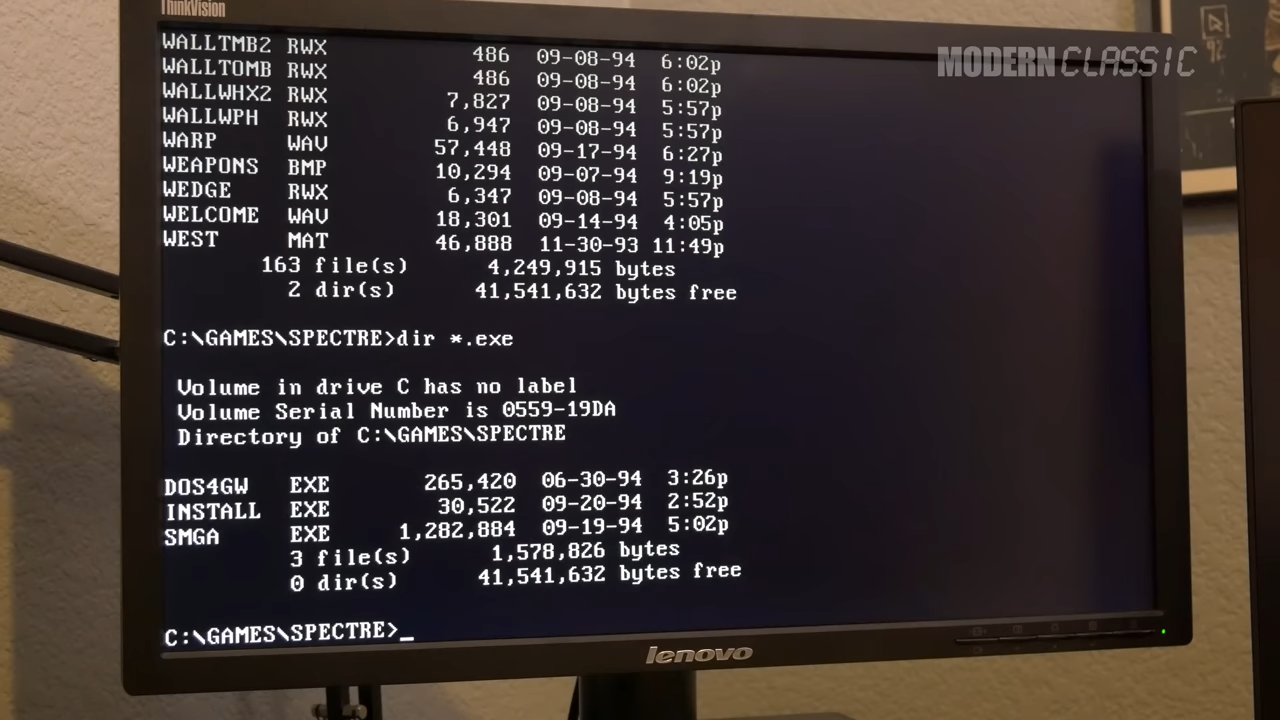 ThinkVision
MODERN CLASSIC
WALLTMB2 RWX 486 09-08-94 6:02p
WALLTOMB RWX 486 09-08-94 6:02p
WALLWHX2 RWX 7,827 09-08-94 5:57p
WALLWPH RWX 6,947 09-08-94 5:57p
WARP WAV 57,448 09-17-94 6:27p
WEAPONS BMP 10,294 09-07-94 9:19p
WEDGE RWX 6,347 09-08-94 5:57p
WELCOME WAV 18,301 09-14-94 4:05p
WEST MAT 46,888 11-30-93 11:49p
163 file(s) 4,249,915 bytes
2 dir(s) 41,541,632 bytes free
C:\GAMES\SPECTRE>dir *.exe
Volume in drive C has no label
Volume Serial Number is 0559-19DA
Directory of C:\GAMES\SPECTRE
DOS4GW EXE 265,420 06-30-94 3:26p
INSTALL EXE 30,522 09-20-94 2:52p
SMGA EXE 1,282,884 09-19-94 5:02p
3 file(s) 1,578,826 bytes
0 dir(s) 41,541,632 bytes free
C:\GAMES\SPECTRE>_
lenovo